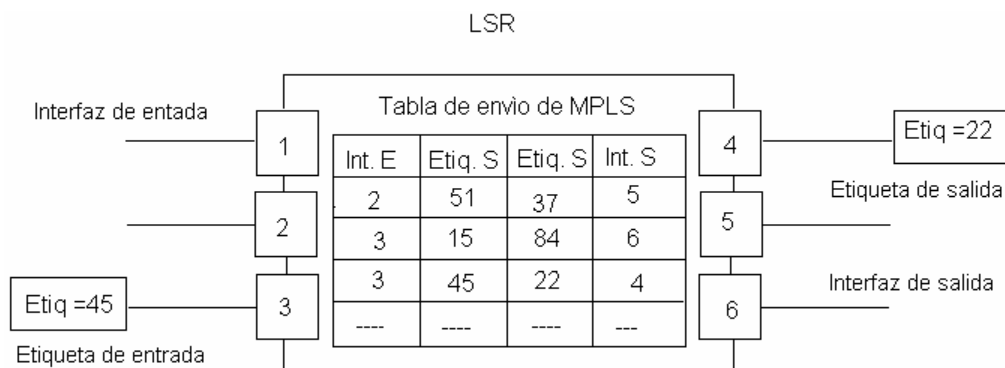 LSR
Interfaz de entada
Tabla de envìo de MPLS
Etiq =22
1
4
Int. E Etiq. S Etiq. S Int. S
2 51 37 5
Etiqueta de salida
2
5
3 15 84 6
3 45 22 4
Interfaz de salida
Etiq =45
3
6
---- ---- ---- ---
Etiqueta de entrada